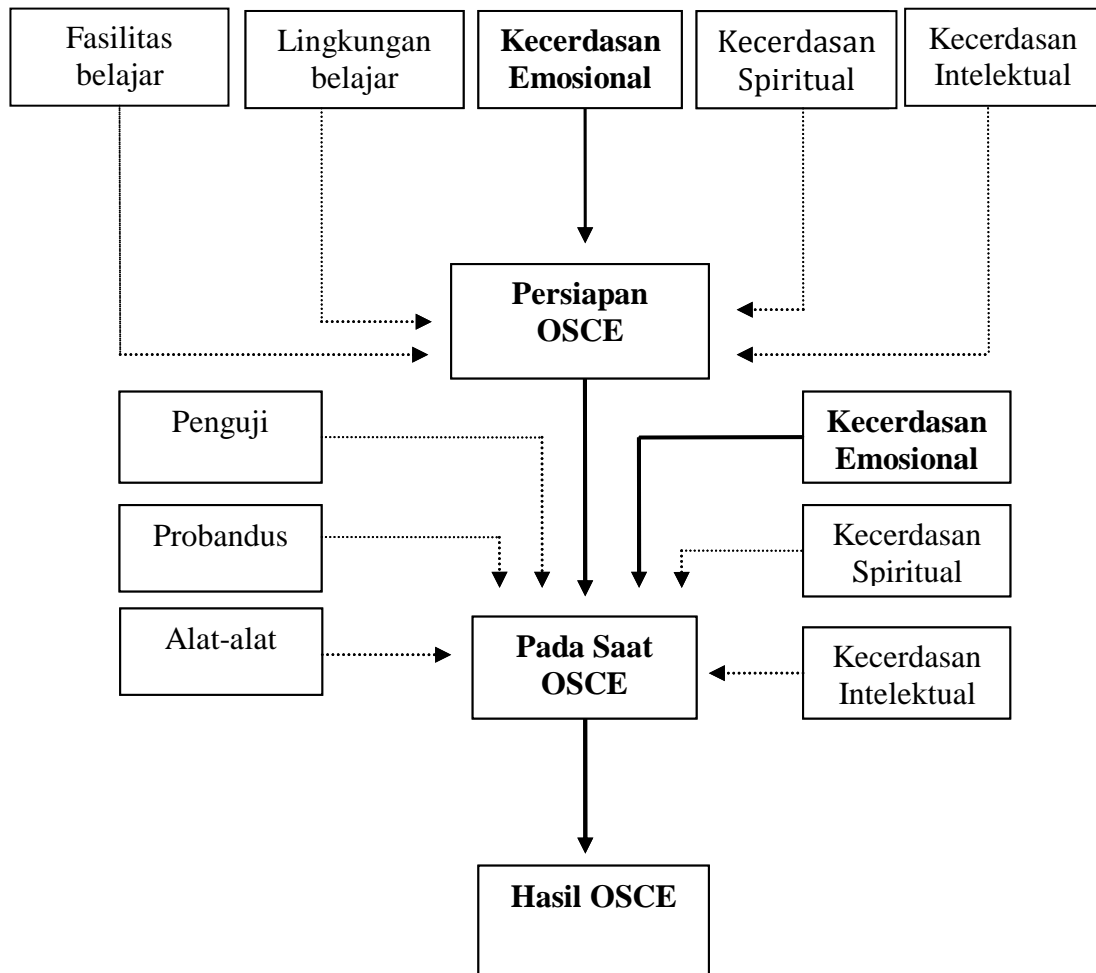 Fasilitas
belajar
Lingkungan
belajar
Kecerdasan
Emosional
Kecerdasan
Spiritual
Kecerdasan
Intelektual
Persiapan
OSCE
Penguji
Kecerdasan
Emosional
Probandus
Kecerdasan
Spiritual
Alat-alat
Pada Saat
OSCE
Kecerdasan
Intelektual
Hasil OSCE